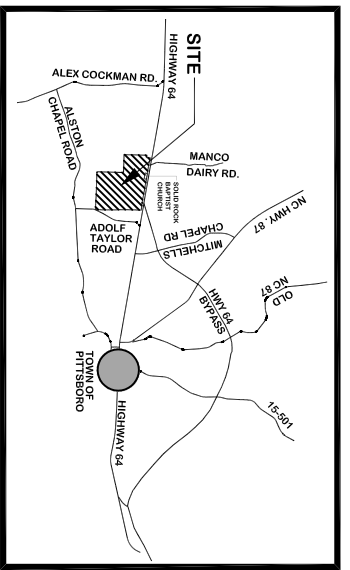 SITE
HIGHWAY 64
ALEX COCKMAN RD.
ALSTON
CHAPEL ROAD
MANCO
DAIRY RD.
SOLID ROCK
BAPTIST
CHURCH
NC HWY. 87
ADOLF
TAYLOR
ROAD
MITCHELLS
CHAPEL RD
HWY 64
BYPASS
OLD
NC 87
TOWN OF
PITTSBORO
15-501
HIGHWAY 64